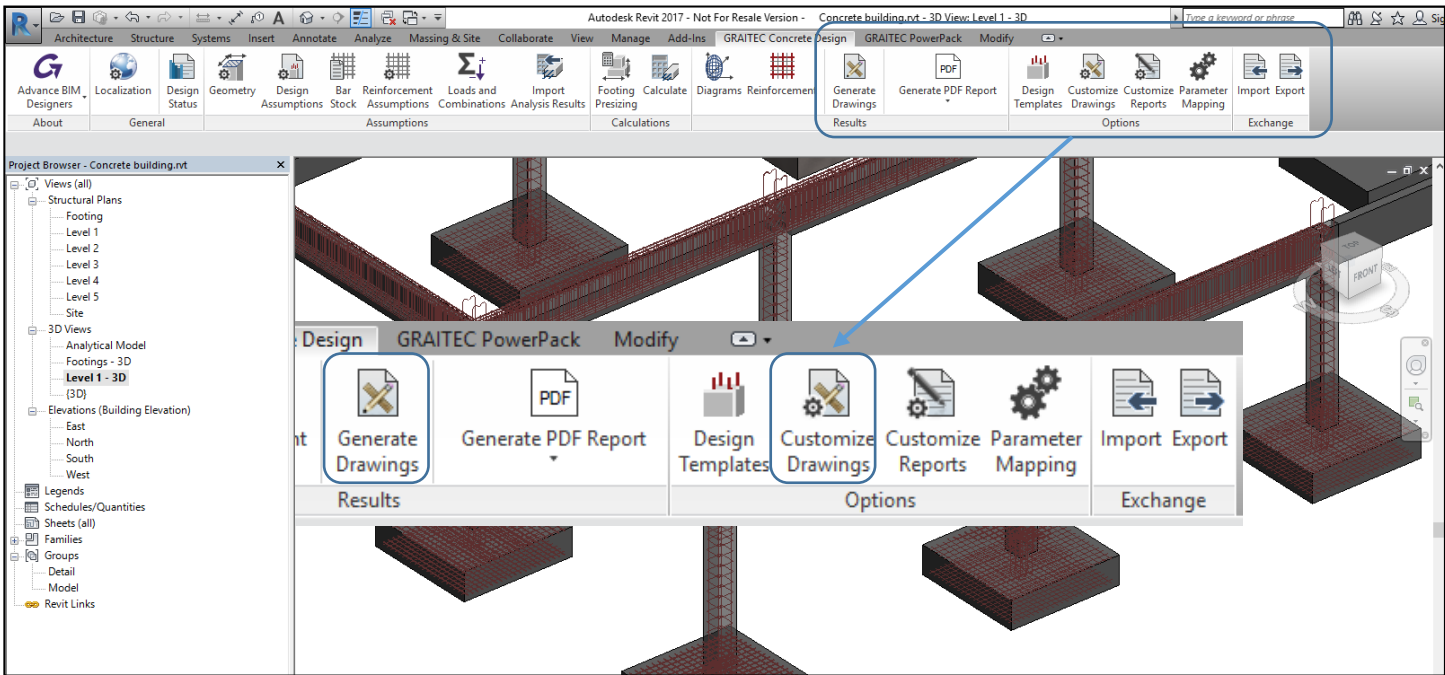 Autodesk Revit 2017 - Not For Resale Version - Concrete building.rvt - 3D View: Level 1 - 3D
Type a keyword or phrase
Architecture Structure Systems Insert Annotate Analyze Massing & Site Collaborate View Manage Add-Ins GRAITEC Concrete Design GRAITEC PowerPack Modify
Advance BIM Designers
Localization
Design Status
Geometry
Design Assumptions
Bar Stock
Reinforcement Assumptions
Loads and Combinations
Import Analysis Results
Footing Presizing
Calculate
Diagrams
Reinforcement
Generate Drawings
PDF
Generate PDF Report
Design Templates
Customize Drawings
Customize Reports
Parameter Mapping
Import
Export
About General Assumptions Calculations Results Options Exchange
Project Browser - Concrete building.rvt
Views (all)
Structural Plans
Footing
Level 1
Level 2
Level 3
Level 4
Level 5
Site
3D Views
Analytical Model
Footings - 3D
Level 1 - 3D
{3D}
Elevations (Building Elevation)
East
North
South
West
Legends
Schedules/Quantities
Sheets (all)
Families
Groups
Detail
Model
Revit Links
TOP
FRONT
Design GRAITEC PowerPack Modify
Generate
Drawings
PDF
Generate PDF Report
Design
Templates
Customize
Drawings
Customize
Reports
Parameter
Mapping
Import Export
Results Options Exchange